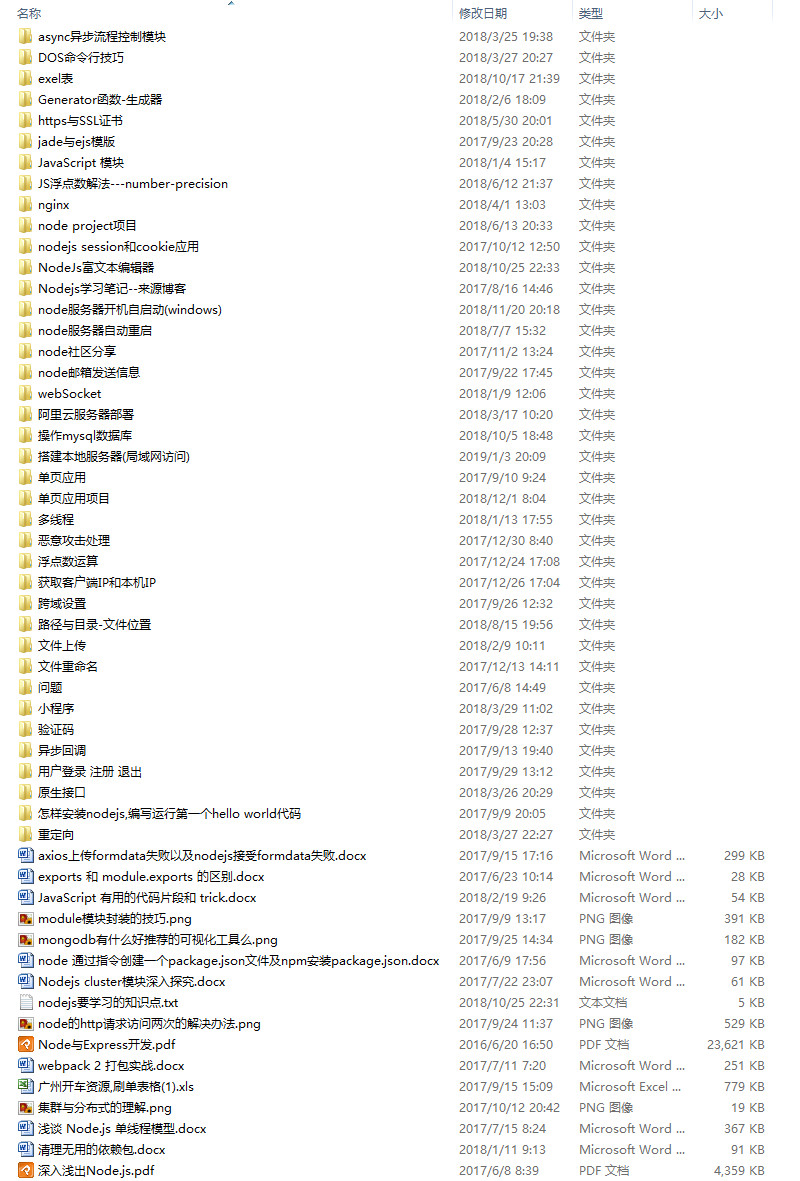 名称 修改日期 类型 大小
async异步流程控制模块 2018/3/25 19:38 文件夹
DOS命令行技巧 2018/3/27 20:27 文件夹
exel表 2018/10/17 21:39 文件夹
Generator函数-生成器 2018/2/6 18:09 文件夹
https与SSL证书 2018/5/30 20:01 文件夹
jade与ejs模版 2017/9/23 20:28 文件夹
JavaScript 模块 2018/1/4 15:17 文件夹
JS浮点数解法---number-precision 2018/6/12 21:37 文件夹
nginx 2018/4/1 13:03 文件夹
node project项目 2018/6/13 20:33 文件夹
nodejs session和cookie应用 2017/10/12 12:50 文件夹
NodeJs富文本编辑器 2018/10/25 22:33 文件夹
Nodejs学习笔记--来源博客 2017/8/16 14:46 文件夹
node服务器开机自启动(windows) 2018/11/20 20:18 文件夹
node服务器自动重启 2018/7/7 15:32 文件夹
node社区分享 2017/11/2 13:24 文件夹
node邮箱发送信息 2017/9/22 17:45 文件夹
webSocket 2018/1/9 12:06 文件夹
阿里云服务器部署 2018/3/17 10:20 文件夹
操作mysql数据库 2018/10/5 18:48 文件夹
搭建本地服务器(局域网访问) 2019/1/3 20:09 文件夹
单页应用 2017/9/10 9:24 文件夹
单页应用项目 2018/12/1 8:04 文件夹
多线程 2018/1/13 17:55 文件夹
恶意攻击处理 2017/12/30 8:40 文件夹
浮点数运算 2017/12/24 17:08 文件夹
获取客户端IP和本机IP 2017/12/26 17:04 文件夹
跨域设置 2017/9/26 12:32 文件夹
路径与目录-文件位置 2018/8/15 19:56 文件夹
文件上传 2018/2/9 10:11 文件夹
文件重命名 2017/12/13 14:11 文件夹
问题 2017/6/8 14:49 文件夹
小程序 2018/3/29 11:02 文件夹
验证码 2017/9/28 12:37 文件夹
异步回调 2017/9/13 19:40 文件夹
用户登录 注册 退出 2017/9/29 13:12 文件夹
原生接口 2018/3/26 20:29 文件夹
怎样安装nodejs,编写运行第一个hello world代码 2017/9/9 20:05 文件夹
重定向 2018/3/27 22:27 文件夹
axios上传formdata失败以及nodejs接受formdata失败.docx 2017/9/15 17:16 Microsoft Word ... 299 KB
exports 和 module.exports 的区别.docx 2017/6/23 10:14 Microsoft Word ... 28 KB
JavaScript 有用的代码片段和 trick.docx 2018/2/19 9:26 Microsoft Word ... 54 KB
module模块封装的技巧.png 2017/9/9 13:17 PNG 图像 391 KB
mongodb有什么好推荐的可视化工具么.png 2017/9/25 14:34 PNG 图像 182 KB
node 通过指令创建一个package.json文件及npm安装package.json.docx 2017/6/9 17:56 Microsoft Word ... 97 KB
Nodejs cluster模块深入探究.docx 2017/7/22 23:07 Microsoft Word ... 61 KB
nodejs要学习的知识点.txt 2018/10/25 22:31 文本文档 5 KB
node的http请求访问两次的解决办法.png 2017/9/24 11:37 PNG 图像 529 KB
Node与Express开发.pdf 2016/6/20 16:50 PDF 文档 23,621 KB
webpack 2 打包实战.docx 2017/7/11 7:20 Microsoft Word ... 251 KB
广州开车资源,刷单表格(1).xls 2017/9/15 15:09 Microsoft Excel ... 779 KB
集群与分布式的理解.png 2017/10/12 20:42 PNG 图像 19 KB
浅谈 Node.js 单线程模型.docx 2017/7/15 8:24 Microsoft Word ... 367 KB
清理无用的依赖包.docx 2018/1/11 9:13 Microsoft Word ... 91 KB
深入浅出Node.js.pdf 2017/6/8 8:39 PDF 文档 4,359 KB